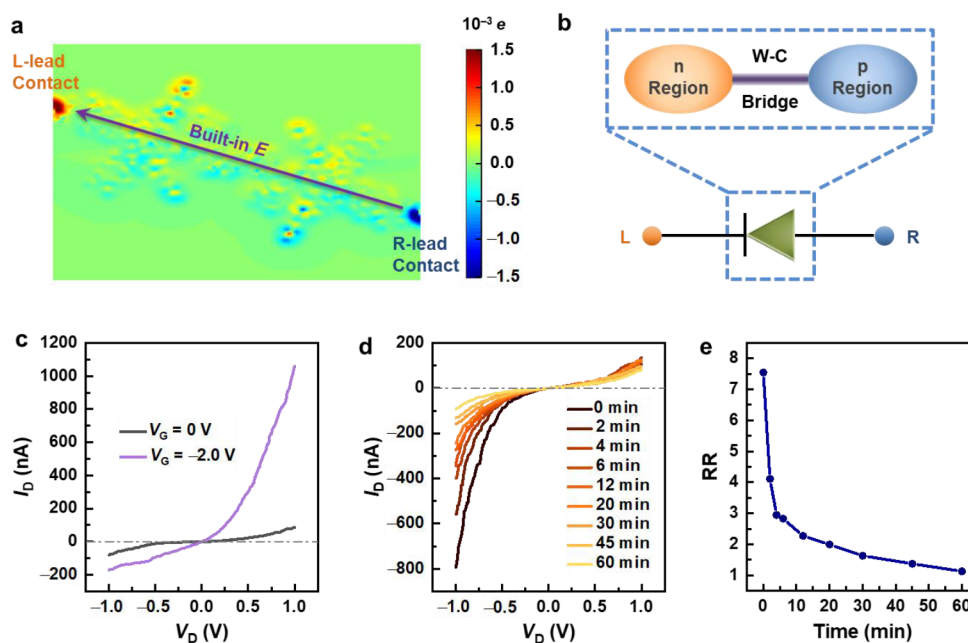 a
L-lead
Contact
Built-in E
R-lead
Contact
10⁻³ e
1.5
1.0
0.5
0.0
−0.5
−1.0
−1.5
b
n
Region
W-C
Bridge
p
Region
L
R
c
1200
1000
800
600
400
200
0
−200
I_D (nA)
V_G = 0 V
V_G = −2.0 V
−1.0 −0.5 0.0 0.5 1.0
V_D (V)
d
200
0
−200
−400
−600
−800
I_D (nA)
0 min
2 min
4 min
6 min
12 min
20 min
30 min
45 min
60 min
−1.0 −0.5 0.0 0.5 1.0
V_D (V)
e
8
7
6
5
4
3
2
1
RR
0 10 20 30 40 50 60
Time (min)